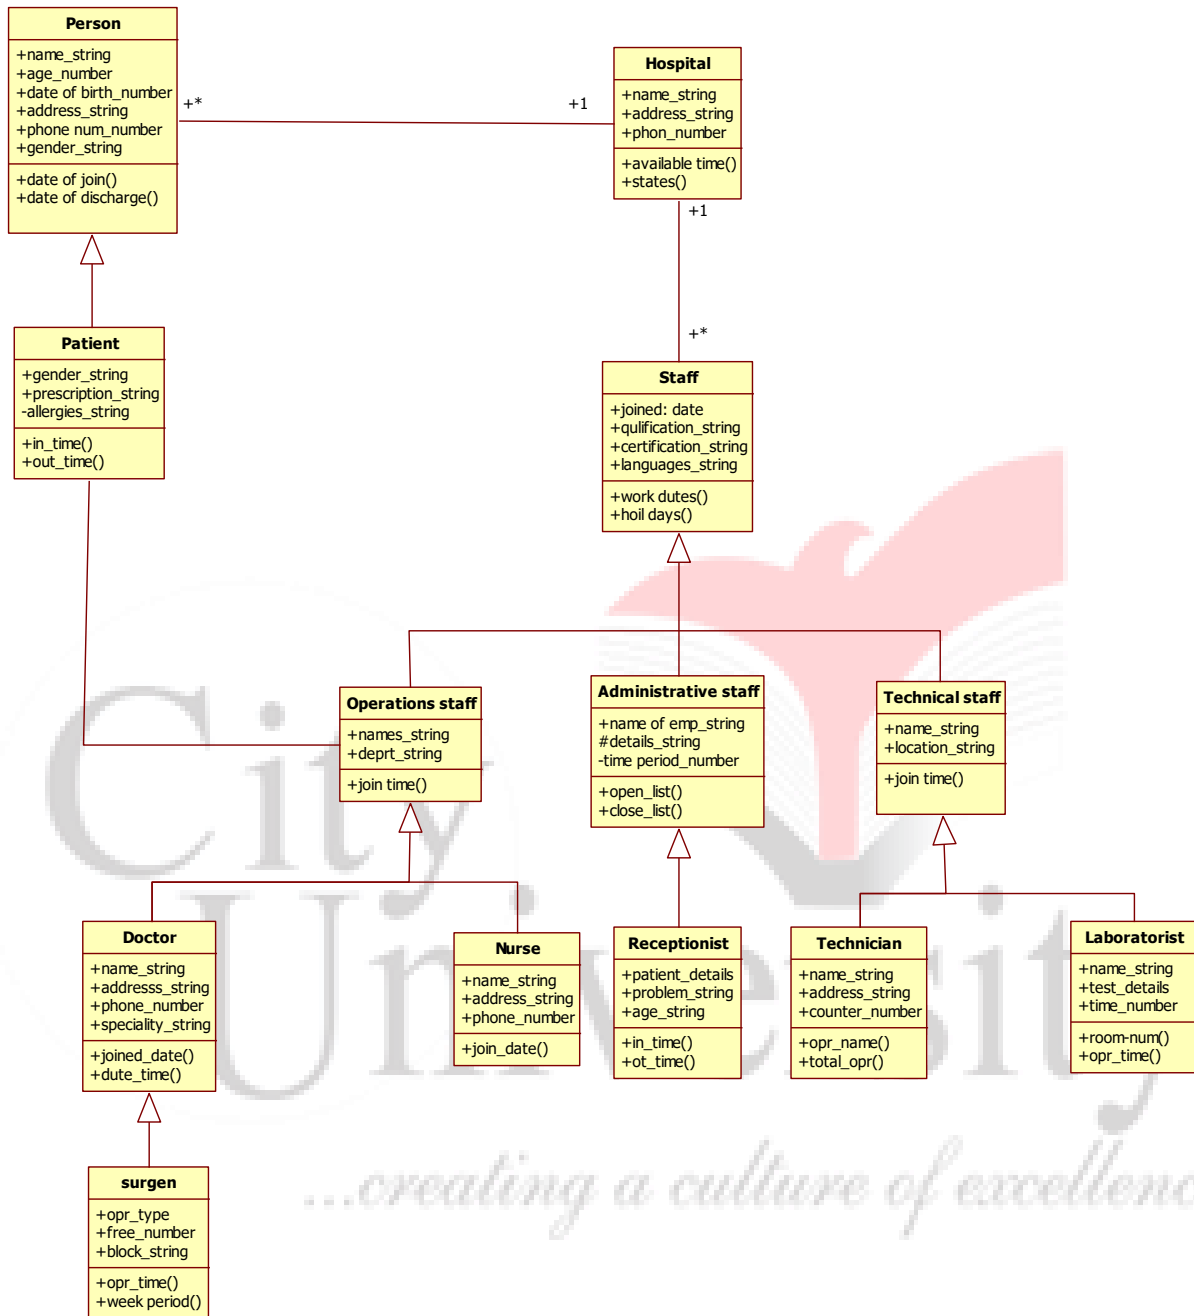 Person
+name_string
+age_number
+date of birth_number
+address_string
+phone num_number
+gender_string
+date of join()
+date of discharge()
+*
+1
Hospital
+name_string
+address_string
+phon_number
+available time()
+states()
+1
+*
Patient
+gender_string
+prescription_string
-allergies_string
+in_time()
+out_time()
Staff
+joined: date
+qulification_string
+certification_string
+languages_string
+work dutes()
+hoil days()
Operations staff
+names_string
+deprt_string
+join time()
Administrative staff
+name of emp_string
#details_string
-time period_number
+open_list()
+close_list()
Technical staff
+name_string
+location_string
+join time()
Doctor
+name_string
+addresss_string
+phone_number
+speciality_string
+joined_date()
+dute_time()
Nurse
+name_string
+address_string
+phone_number
+join_date()
Receptionist
+patient_details
+problem_string
+age_string
+in_time()
+ot_time()
Technician
+name_string
+address_string
+counter_number
+opr_name()
+total_opr()
Laboratorist
+name_string
+test_details
+time_number
+room-num()
+opr_time()
surgen
+opr_type
+free_number
+block_string
+opr_time()
+week period()
City
University
...creating a culture of excellenc